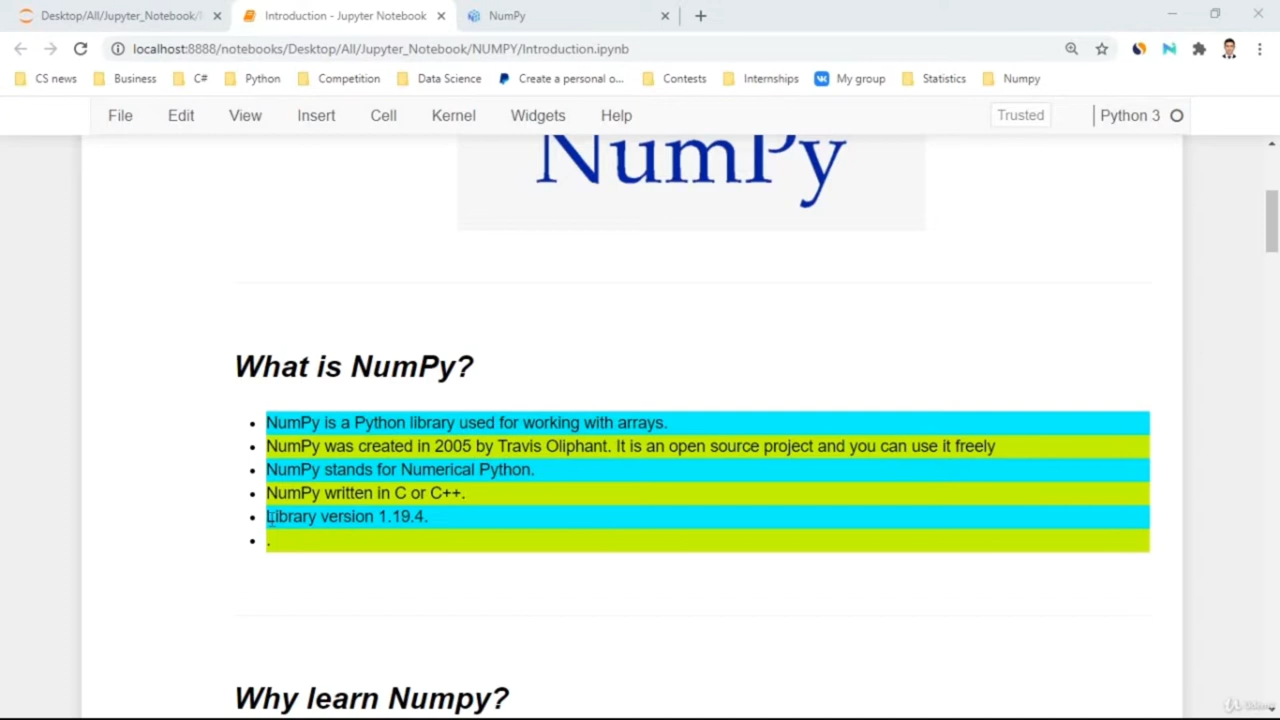 Desktop/All/Jupyter_Notebook/
Introduction - Jupyter Notebook
NumPy
localhost:8888/notebooks/Desktop/All/Jupyter_Notebook/NUMPY/Introduction.ipynb
CS news Business C# Python Competition Data Science Create a personal o... Contests Internships My group Statistics Numpy
File Edit View Insert Cell Kernel Widgets Help Trusted Python 3
NumPy
What is NumPy?
• NumPy is a Python library used for working with arrays.
• NumPy was created in 2005 by Travis Oliphant. It is an open source project and you can use it freely
• NumPy stands for Numerical Python.
• NumPy written in C or C++.
• Library version 1.19.4.
• .
Why learn Numpy?
Udemy